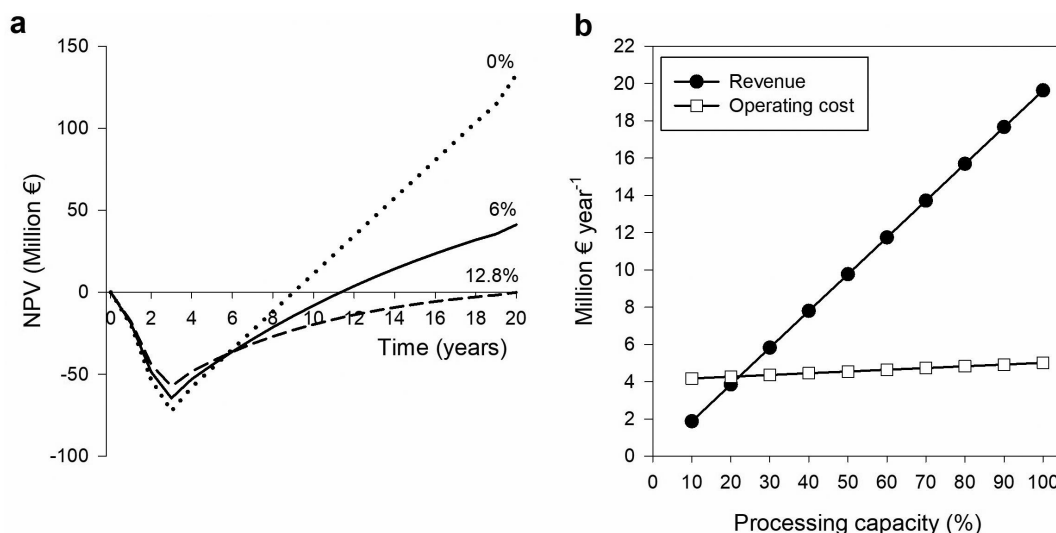 a
150
100
50
0
-50
-100
NPV (Million €)
0 2 4 6 8 10 12 14 16 18 20
Time (years)
0%
6%
12.8%
b
22
20
18
16
14
12
10
8
6
4
2
0
Million € year-1
Revenue
Operating cost
0 10 20 30 40 50 60 70 80 90 100
Processing capacity (%)